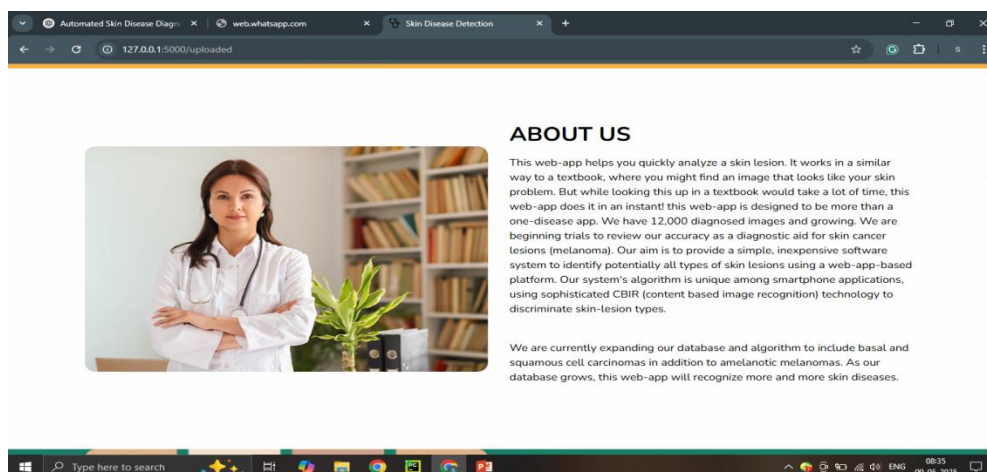 Automated Skin Disease Diagn
web.whatsapp.com
Skin Disease Detection
127.0.0.1:5000/uploaded
S
ABOUT US
This web-app helps you quickly analyze a skin lesion. It works in a similar
way to a textbook, where you might find an image that looks like your skin
problem. But while looking this up in a textbook would take a lot of time, this
web-app does it in an instant! this web-app is designed to be more than a
one-disease app. We have 12,000 diagnosed images and growing. We are
beginning trials to review our accuracy as a diagnostic aid for skin cancer
lesions (melanoma). Our aim is to provide a simple, inexpensive software
system to identify potentially all types of skin lesions using a web-app-based
platform. Our system's algorithm is unique among smartphone applications,
using sophisticated CBIR (content based image recognition) technology to
discriminate skin-lesion types.
We are currently expanding our database and algorithm to include basal and
squamous cell carcinomas in addition to amelanotic melanomas. As our
database grows, this web-app will recognize more and more skin diseases.
Type here to search
ENG
08:35